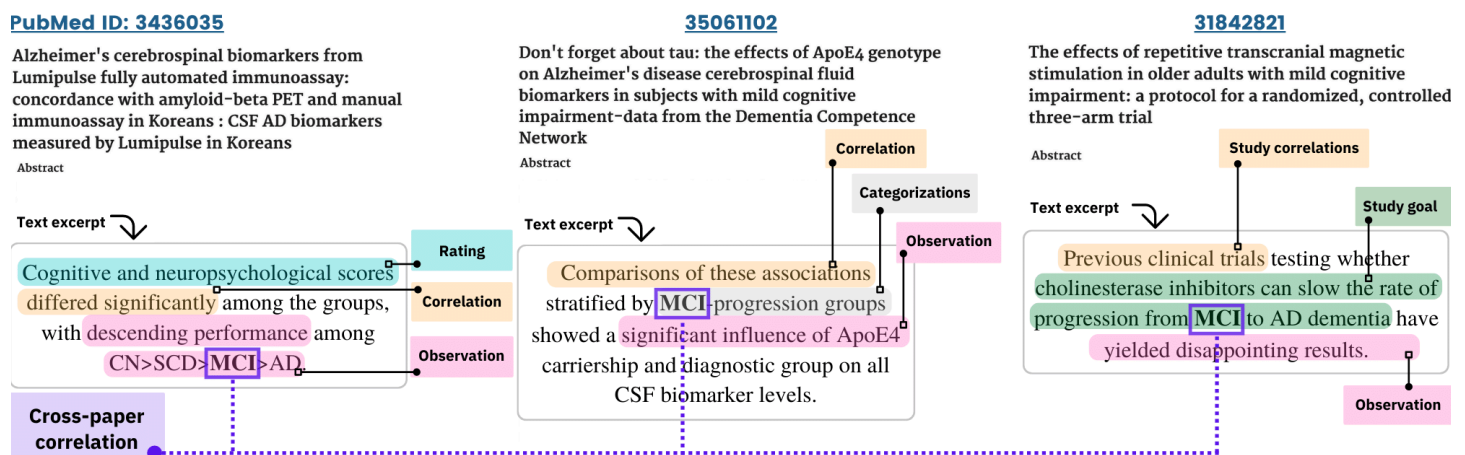 PubMed ID: 3436035
Alzheimer's cerebrospinal biomarkers from
Lumipulse fully automated immunoassay:
concordance with amyloid-beta PET and manual
immunoassay in Koreans : CSF AD biomarkers
measured by Lumipulse in Koreans
Abstract
Text excerpt
Rating
Cognitive and neuropsychological scores
differed significantly among the groups,
Correlation
with descending performance among
CN>SCD>MCI>AD.
Observation
Cross-paper
correlation
35061102
Don't forget about tau: the effects of ApoE4 genotype
on Alzheimer's disease cerebrospinal fluid
biomarkers in subjects with mild cognitive
impairment-data from the Dementia Competence
Network
Abstract
Correlation
Categorizations
Text excerpt
Observation
Comparisons of these associations
stratified by MCI-progression groups
showed a significant influence of ApoE4
carriership and diagnostic group on all
CSF biomarker levels.
31842821
The effects of repetitive transcranial magnetic
stimulation in older adults with mild cognitive
impairment: a protocol for a randomized, controlled
three-arm trial
Abstract
Study correlations
Text excerpt
Study goal
Previous clinical trials testing whether
cholinesterase inhibitors can slow the rate of
progression from MCI to AD dementia have
yielded disappointing results.
Observation